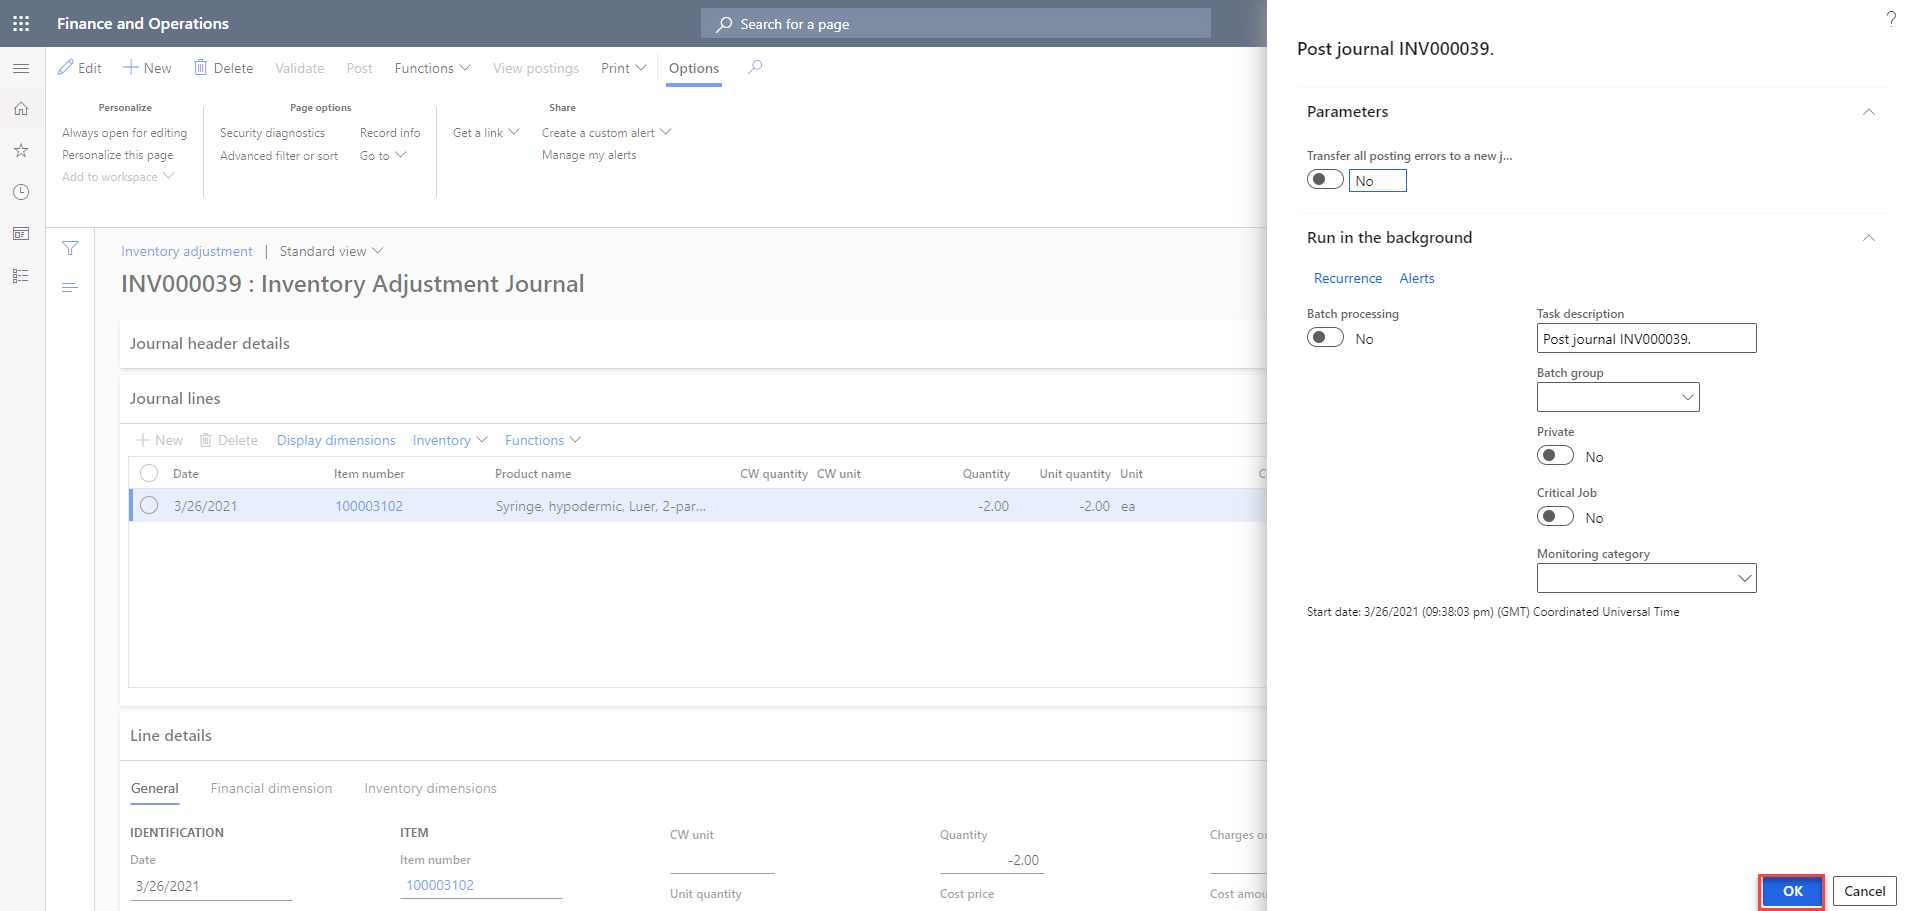 Finance and Operations
Search for a page
?
Edit
New
Delete
Validate
Post
Functions
View postings
Print
Options
Personalize
Always open for editing
Personalize this page
Add to workspace
Page options
Security diagnostics
Record info
Advanced filter or sort
Go to
Share
Get a link
Create a custom alert
Manage my alerts
Inventory adjustment | Standard view
INV000039 : Inventory Adjustment Journal
Journal header details
Journal lines
New
Delete
Display dimensions
Inventory
Functions
Date
Item number
Product name
CW quantity
CW unit
Quantity
Unit quantity
Unit
C
3/26/2021
100003102
Syringe, hypodermic, Luer, 2-par...
-2.00
-2.00
ea
Line details
General
Financial dimension
Inventory dimensions
IDENTIFICATION
Date
3/26/2021
ITEM
Item number
100003102
CW unit
Unit quantity
Quantity
-2.00
Cost price
Charges o
Cost amou
Post journal INV000039.
Parameters
Transfer all posting errors to a new j...
No
Run in the background
Recurrence
Alerts
Batch processing
No
Task description
Post journal INV000039.
Batch group
Private
No
Critical Job
No
Monitoring category
Start date: 3/26/2021 (09:38:03 pm) (GMT) Coordinated Universal Time
OK
Cancel